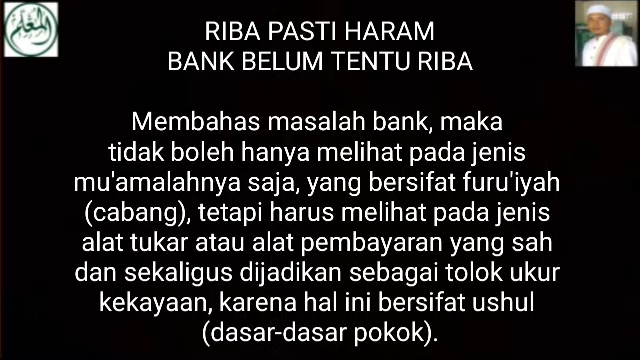 RIBA PASTI HARAM
BANK BELUM TENTU RIBA
Membahas masalah bank, maka
tidak boleh hanya melihat pada jenis
mu'amalahnya saja, yang bersifat furu'iyah
(cabang), tetapi harus melihat pada jenis
alat tukar atau alat pembayaran yang sah
dan sekaligus dijadikan sebagai tolok ukur
kekayaan, karena hal ini bersifat ushul
(dasar-dasar pokok).